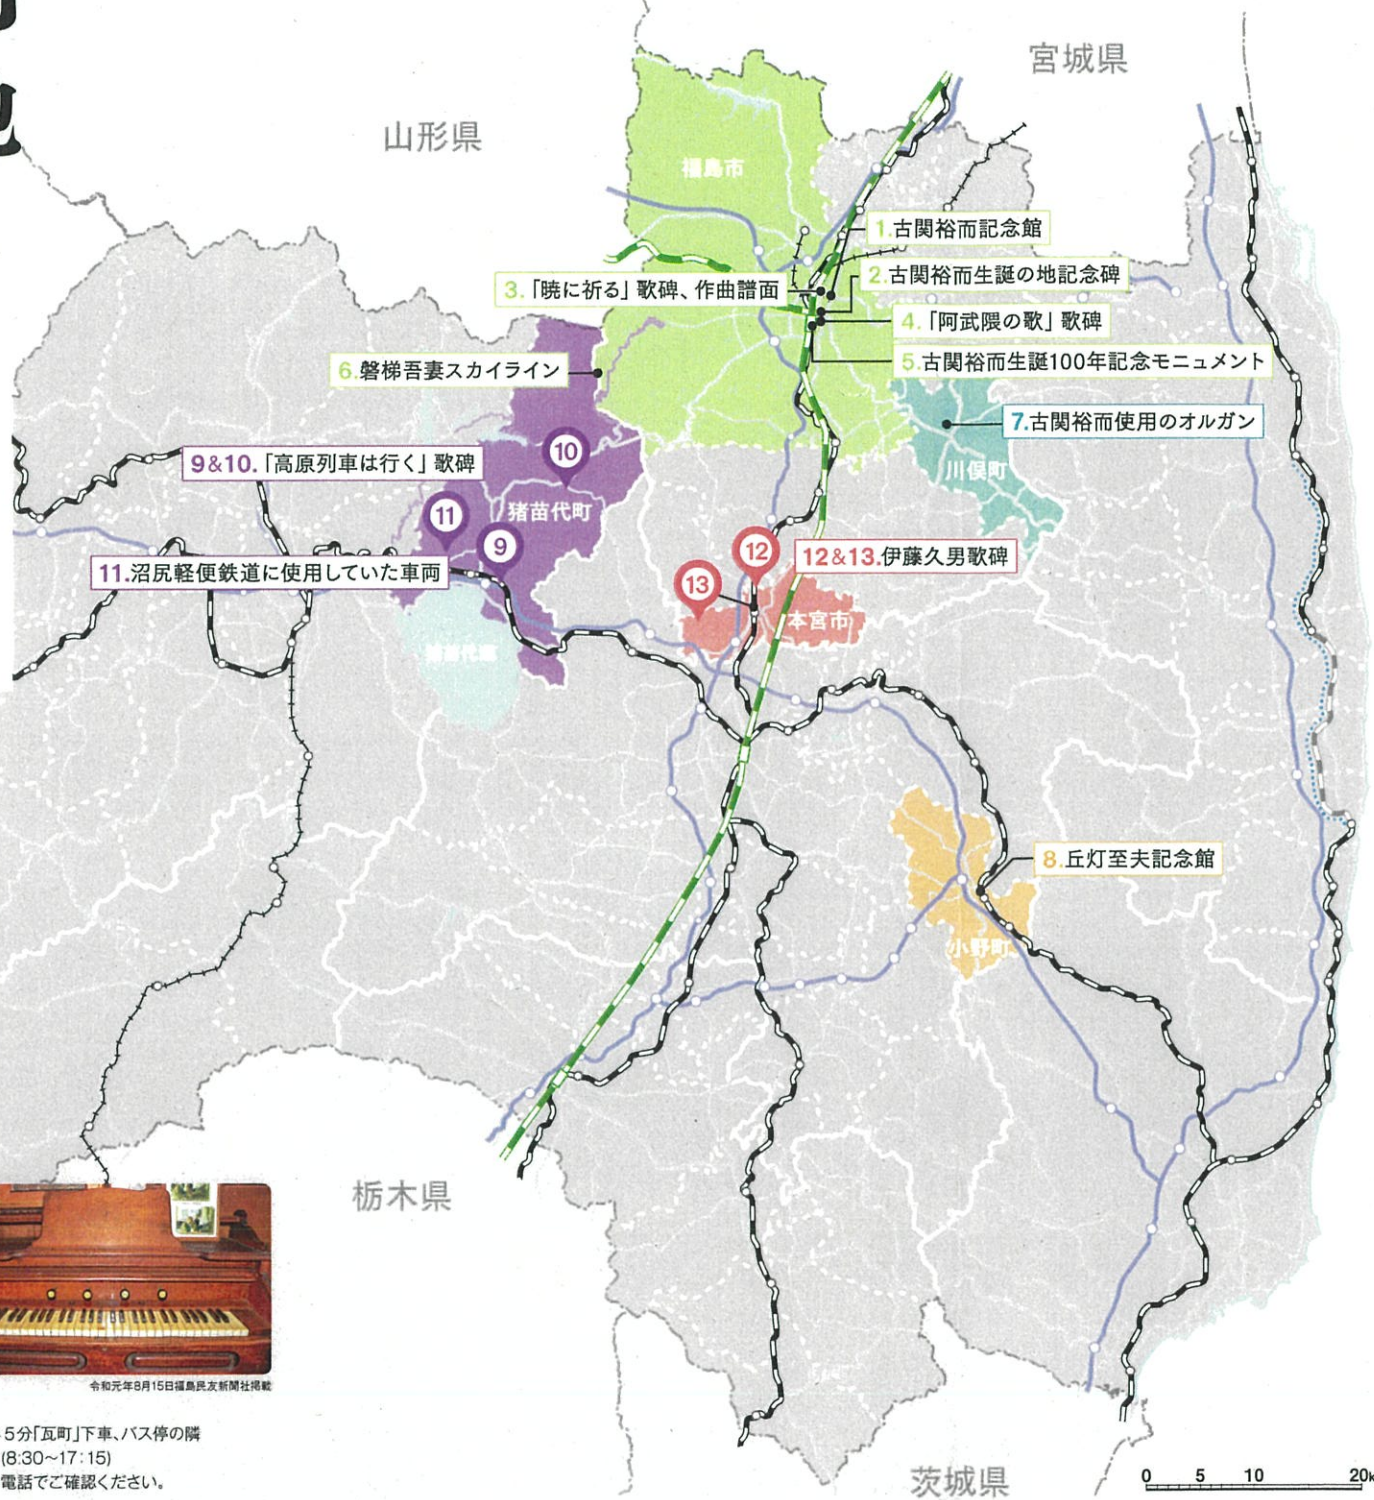 宮城県
山形県
福島市
1.古関裕而記念館
2.古関裕而生誕の地記念碑
3.「暁に祈る」歌碑、作曲譜面
4.「阿武隈の歌」歌碑
5.古関裕而生誕100年記念モニュメント
6.磐梯吾妻スカイライン
7.古関裕而使用のオルガン
川俣町
9&10.「高原列車は行く」歌碑
10
猪苗代町
11
9
11.沼尻軽便鉄道に使用していた車両
12
12&13.伊藤久男歌碑
13
本宮市
猪苗代湖
8.丘灯至夫記念館
小野町
栃木県
令和元年8月15日福島民友新聞社掲載
5分「瓦町」下車、バス停の隣
(8:30〜17:15)
電話でご確認ください。
茨城県
0 5 10 20k